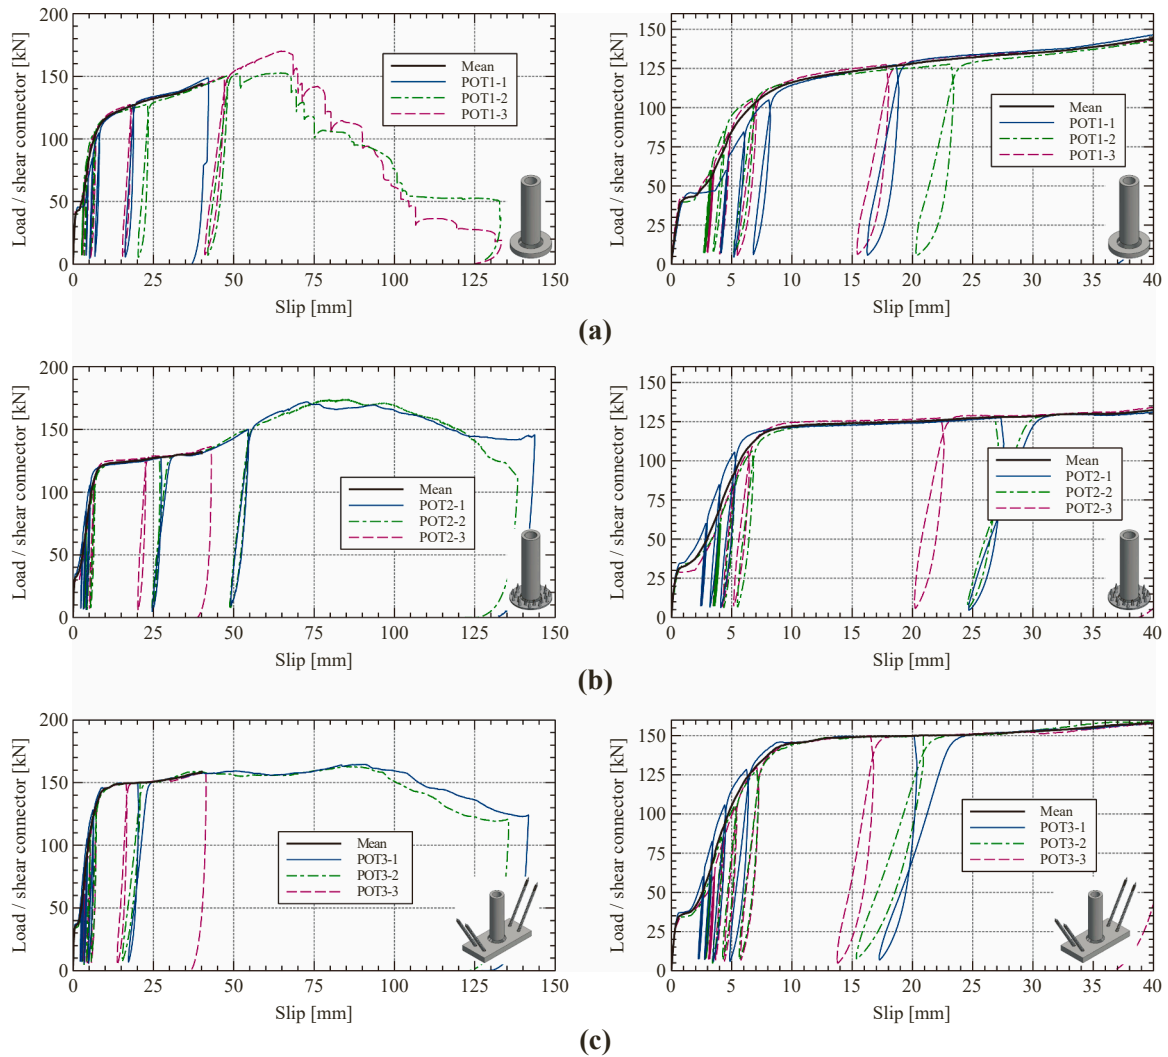 Load / shear connector [kN]
200
150
100
50
0
0 25 50 75 100 125 150
Slip [mm]
Mean
POT1-1
POT1-2
POT1-3
Load / shear connector [kN]
150
125
100
75
50
25
0
0 5 10 15 20 25 30 35 40
Slip [mm]
Mean
POT1-1
POT1-2
POT1-3
(a)
Load / shear connector [kN]
200
150
100
50
0
0 25 50 75 100 125 150
Slip [mm]
Mean
POT2-1
POT2-2
POT2-3
Load / shear connector [kN]
150
125
100
75
50
25
0
0 5 10 15 20 25 30 35 40
Slip [mm]
Mean
POT2-1
POT2-2
POT2-3
(b)
Load / shear connector [kN]
200
150
100
50
0
0 25 50 75 100 125 150
Slip [mm]
Mean
POT3-1
POT3-2
POT3-3
Load / shear connector [kN]
150
125
100
75
50
25
0
0 5 10 15 20 25 30 35 40
Slip [mm]
Mean
POT3-1
POT3-2
POT3-3
(c)